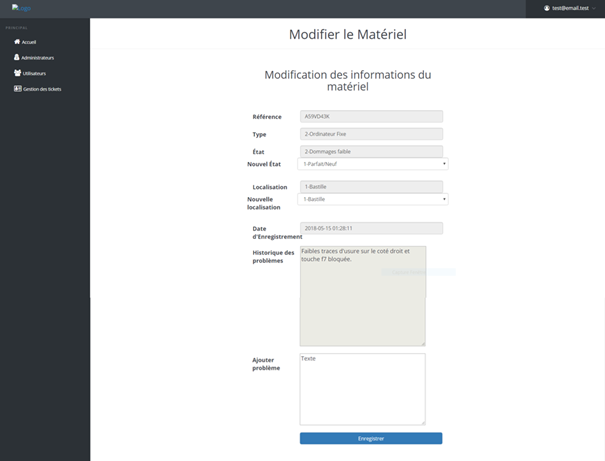 Logo
test@email.test
PRINCIPAL
Accueil
Administrateurs
Utilisateurs
Gestion des tickets
Modifier le Matériel
Modification des informations du
matériel
Référence
A59VD43K
Type
2-Ordinateur Fixe
État
2-Dommages faible
Nouvel État
1-Parfait/Neuf
Localisation
1-Bastille
Nouvelle
localisation
1-Bastille
Date
d'Enregistrement
2018-05-15 01:28:11
Historique des
problèmes
Faibles traces d'usure sur le coté droit et
touche f7 bloquée.
Ajouter
problème
Texte
Enregistrer